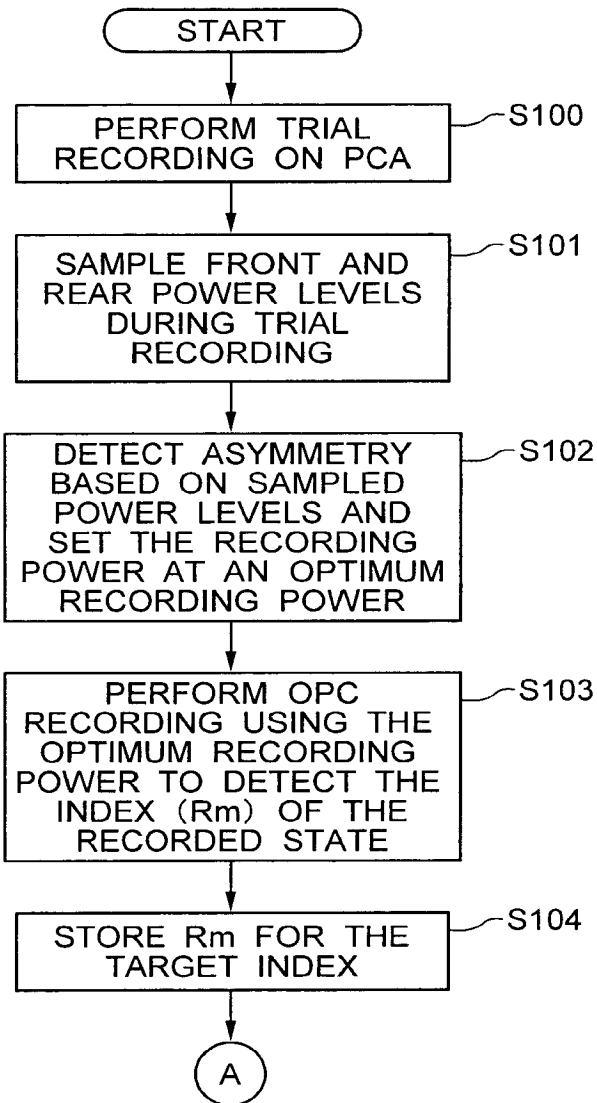 START
PERFORM TRIAL
RECORDING ON PCA
S100
SAMPLE FRONT AND
REAR POWER LEVELS
DURING TRIAL
RECORDING
S101
DETECT ASYMMETRY
BASED ON SAMPLED
POWER LEVELS AND
SET THE RECORDING
POWER AT AN OPTIMUM
RECORDING POWER
S102
PERFORM OPC
RECORDING USING THE
OPTIMUM RECORDING
POWER TO DETECT THE
INDEX (Rm) OF THE
RECORDED STATE
S103
STORE Rm FOR THE
TARGET INDEX
S104
A